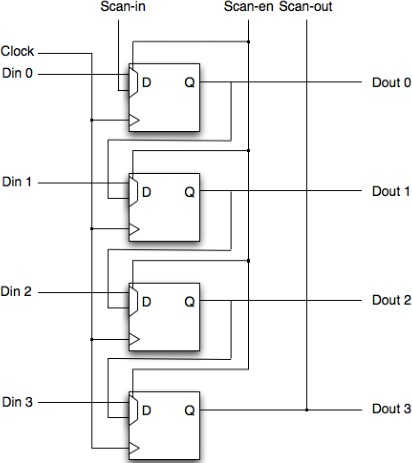 Scan-in Scan-en Scan-out
Clock
Din 0 D Q Dout 0
Din 1 D Q Dout 1
Din 2 D Q Dout 2
Din 3 D Q Dout 3